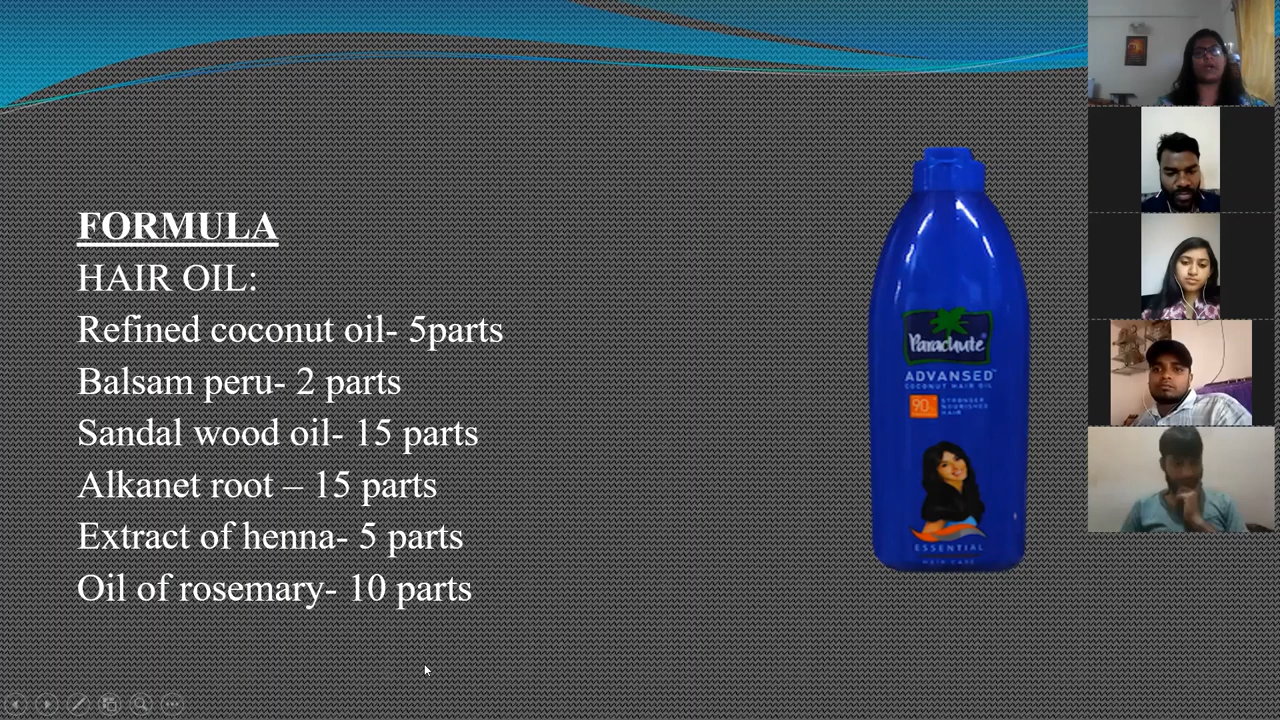 FORMULA
HAIR OIL:
Refined coconut oil- 5parts
Balsam peru- 2 parts
Sandal wood oil- 15 parts
Alkanet root – 15 parts
Extract of henna- 5 parts
Oil of rosemary- 10 parts
Parachute
ADVANSED™
COCONUT HAIR OIL
90
STRONGER
NOURISHED
HAIR
ESSENTIAL
HAIR CARE